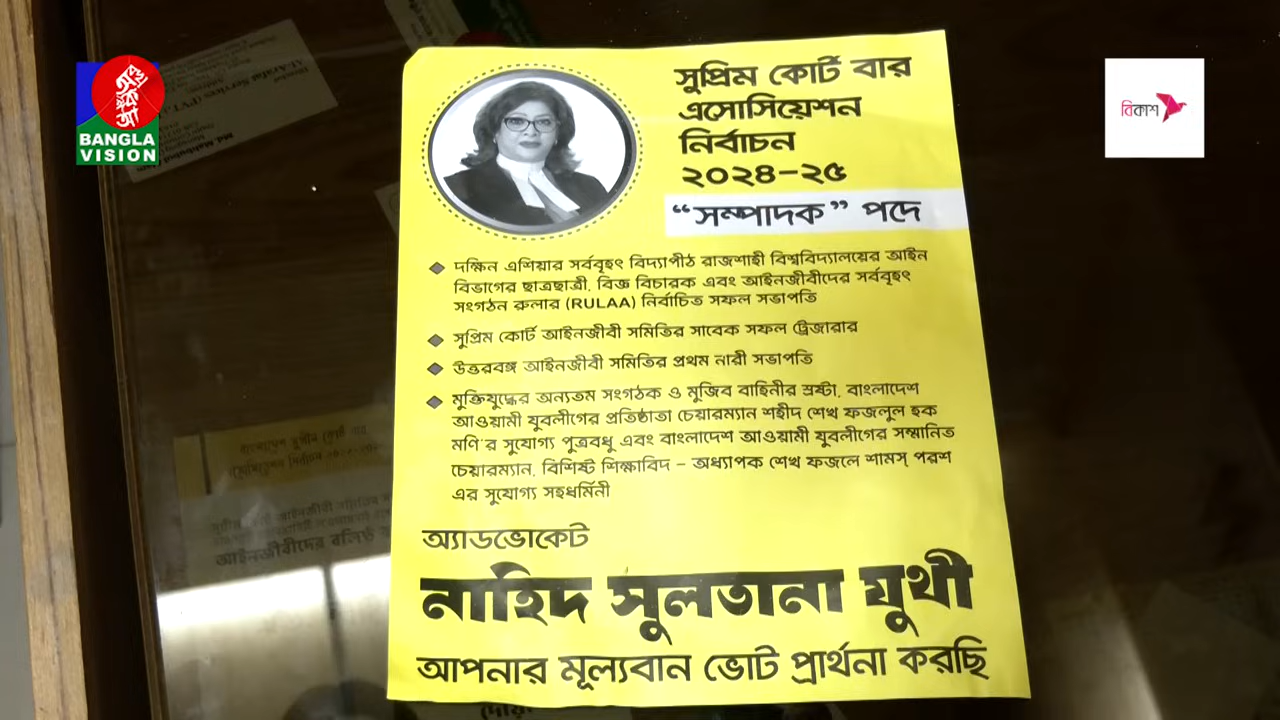 BANGLA
VISION
বিকাশ
সুপ্রিম কোর্ট বার
এসোসিয়েশন
নির্বাচন
২০২৪-২৫
“সম্পাদক” পদে
দক্ষিন এশিয়ার সর্ববৃহৎ বিদ্যাপীঠ রাজশাহী বিশ্ববিদ্যালয়ের আইন
বিভাগের ছাত্রছাত্রী, বিজ্ঞ বিচারক এবং আইনজীবীদের সর্ববৃহৎ
সংগঠন রুলার (RULAA) নির্বাচিত সফল সভাপতি
সুপ্রিম কোর্ট আইনজীবী সমিতির সাবেক সফল ট্রেজারার
উত্তরবঙ্গ আইনজীবী সমিতির প্রথম নারী সভাপতি
মুক্তিযুদ্ধের অন্যতম সংগঠক ও মুজিব বাহিনীর স্রষ্টা, বাংলাদেশ
আওয়ামী যুবলীগের প্রতিষ্ঠাতা চেয়ারম্যান শহীদ শেখ ফজলুল হক
মণি'র সুযোগ্য পুত্রবধু এবং বাংলাদেশ আওয়ামী যুবলীগের সম্মানিত
চেয়ারম্যান, বিশিষ্ট শিক্ষাবিদ – অধ্যাপক শেখ ফজলে শামস্ পরশ
এর সুযোগ্য সহধর্মিনী
অ্যাডভোকেট
নাহিদ সুলতানা যুথী
আপনার মূল্যবান ভোট প্রার্থনা করছি